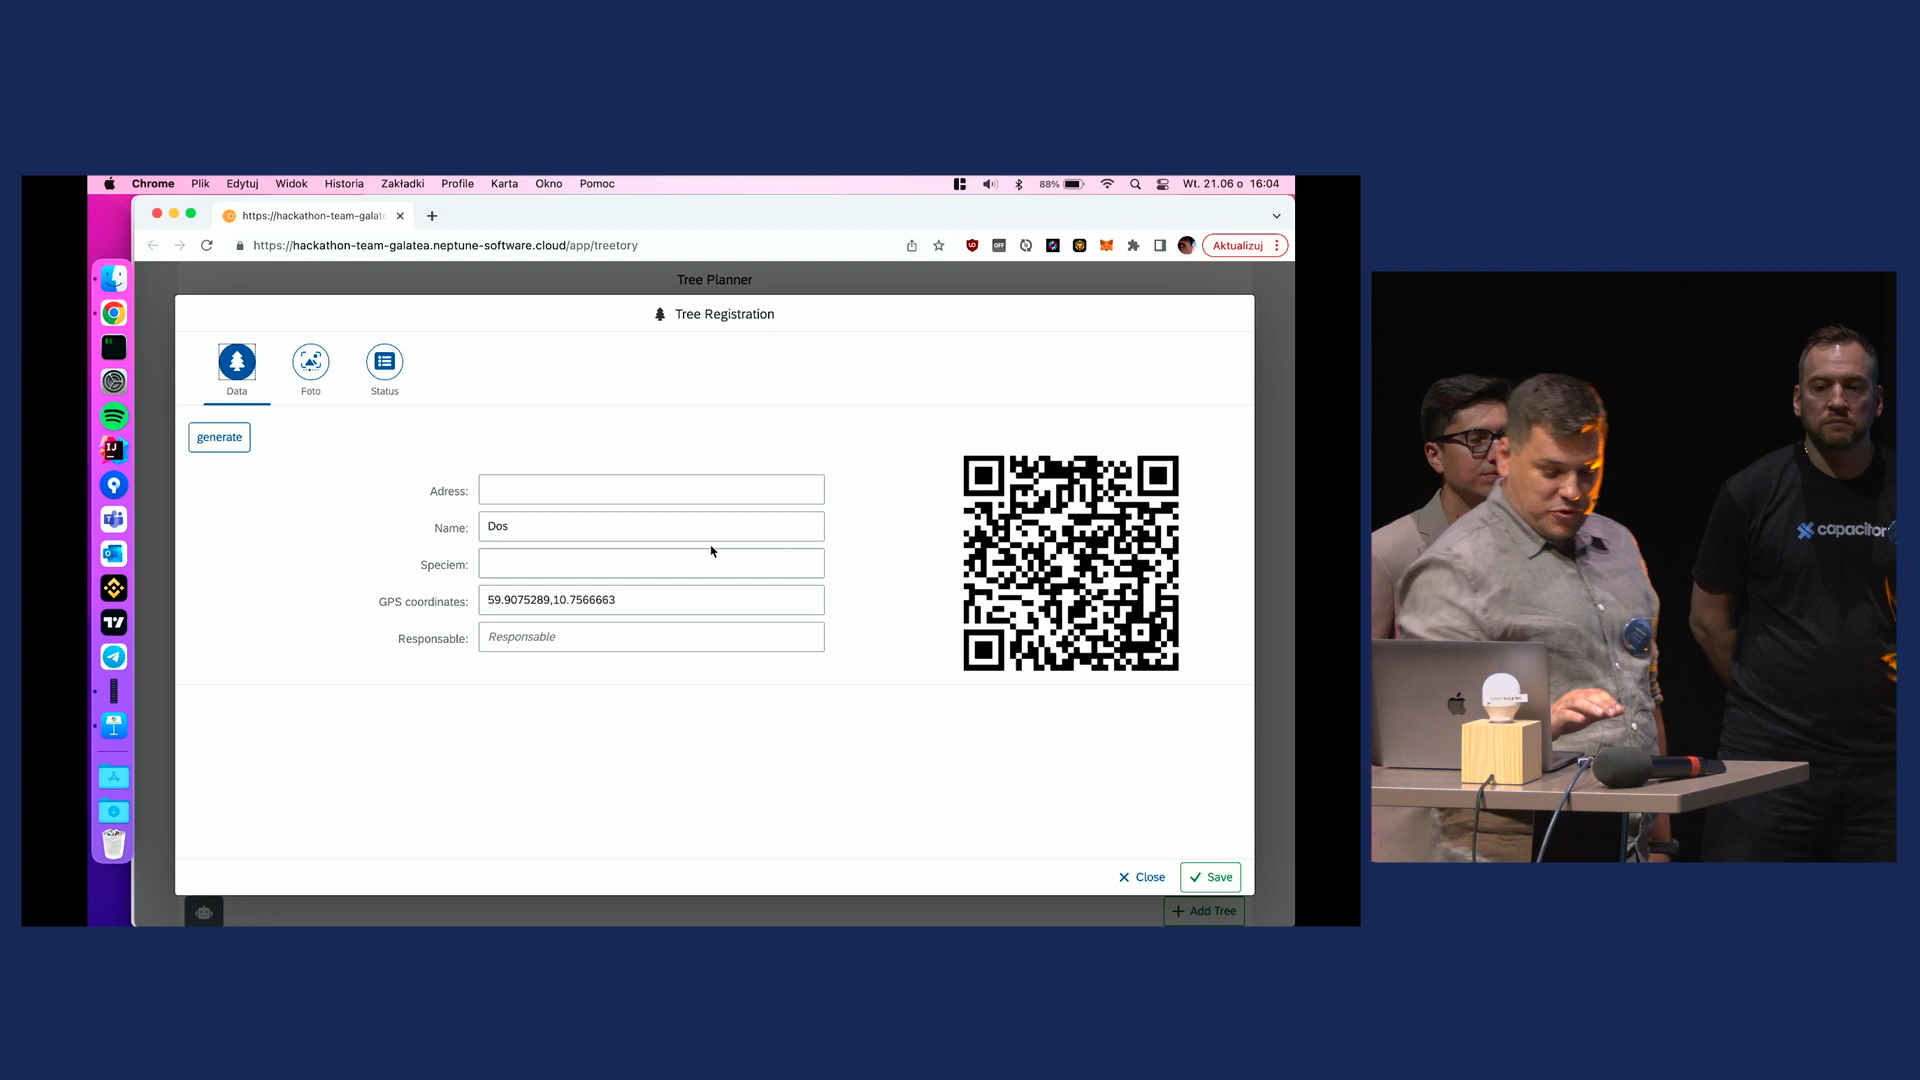 Chrome Plik Edytuj Widok Historia Zakładki Profile Karta Okno Pomoc 88% Wt. 21.06 o 16:04
https://hackathon-team-galate
https://hackathon-team-galatea.neptune-software.cloud/app/treetory
OFF
Aktualizuj
Tree Planner
Tree Registration
Data Foto Status
generate
Adress:
Name: Dos
Speciem:
GPS coordinates: 59.9075289,10.7566663
Responsable: Responsable
Close Save
Add Tree
capacitor